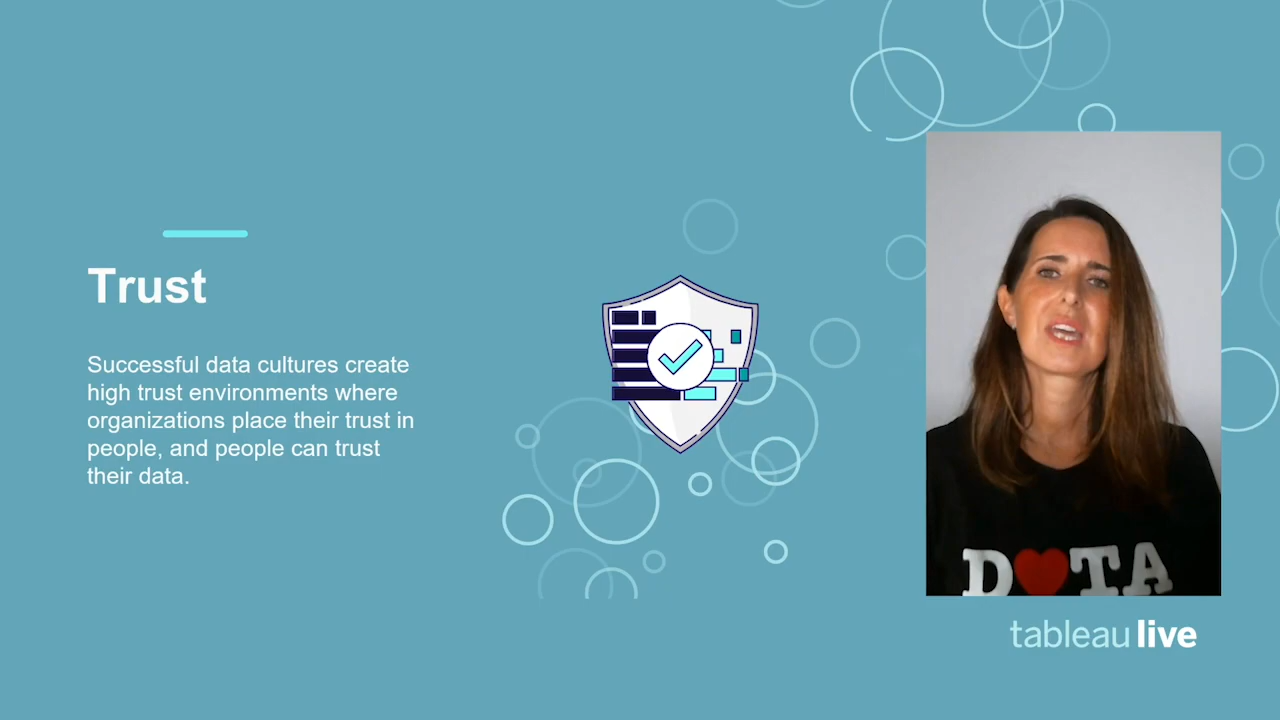 Trust
Successful data cultures create
high trust environments where
organizations place their trust in
people, and people can trust
their data.
D❤TA
tableau live